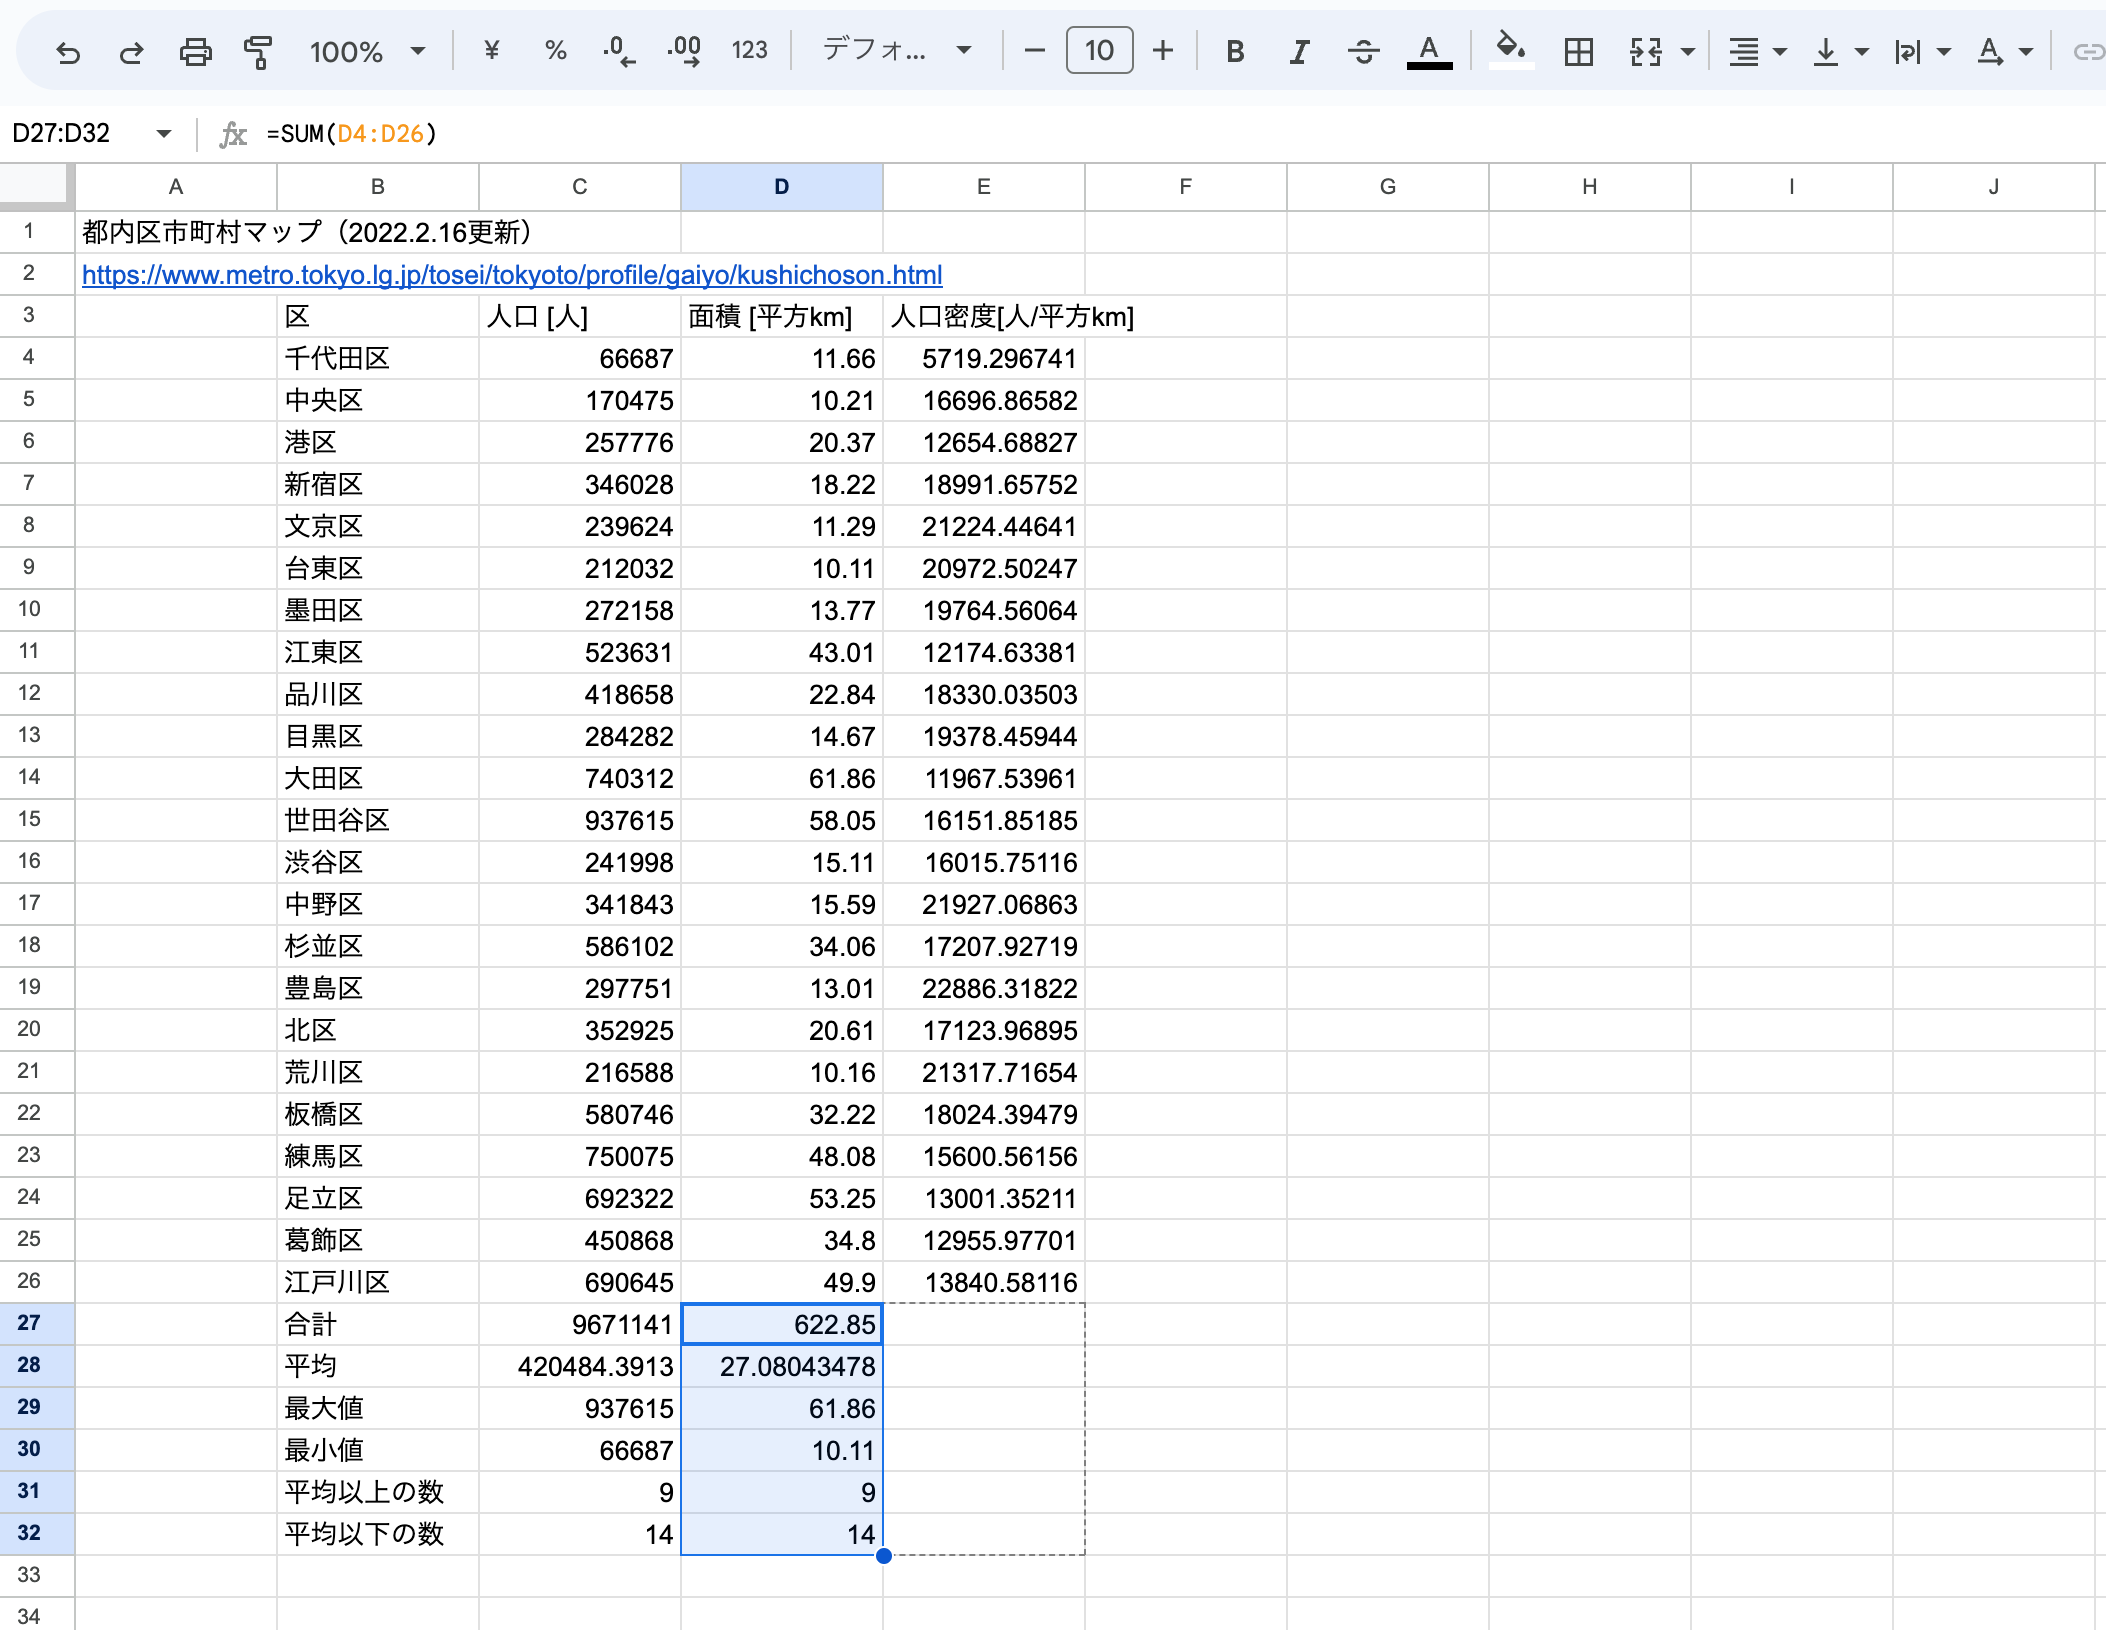 100% ¥ % .0 .00 123 デフォ... 10 B I A A
D27:D32 fx =SUM(D4:D26)
A B C D E F G H I J
1 都内区市町村マップ（2022.2.16更新）
2 https://www.metro.tokyo.lg.jp/tosei/tokyoto/profile/gaiyo/kushichoson.html
3 区 人口 [人] 面積 [平方km] 人口密度[人/平方km]
4 千代田区 66687 11.66 5719.296741
5 中央区 170475 10.21 16696.86582
6 港区 257776 20.37 12654.68827
7 新宿区 346028 18.22 18991.65752
8 文京区 239624 11.29 21224.44641
9 台東区 212032 10.11 20972.50247
10 墨田区 272158 13.77 19764.56064
11 江東区 523631 43.01 12174.63381
12 品川区 418658 22.84 18330.03503
13 目黒区 284282 14.67 19378.45944
14 大田区 740312 61.86 11967.53961
15 世田谷区 937615 58.05 16151.85185
16 渋谷区 241998 15.11 16015.75116
17 中野区 341843 15.59 21927.06863
18 杉並区 586102 34.06 17207.92719
19 豊島区 297751 13.01 22886.31822
20 北区 352925 20.61 17123.96895
21 荒川区 216588 10.16 21317.71654
22 板橋区 580746 32.22 18024.39479
23 練馬区 750075 48.08 15600.56156
24 足立区 692322 53.25 13001.35211
25 葛飾区 450868 34.8 12955.97701
26 江戸川区 690645 49.9 13840.58116
27 合計 9671141 622.85
28 平均 420484.3913 27.08043478
29 最大値 937615 61.86
30 最小値 66687 10.11
31 平均以上の数 9 9
32 平均以下の数 14 14
33
34